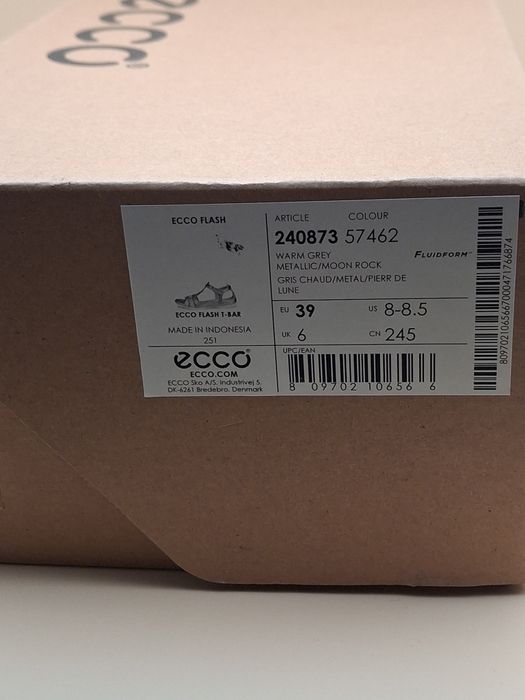 ecco
ECCO FLASH
ECCO FLASH T-BAR
MADE IN INDONESIA
251
ecco
ECCO.COM
ECCO Sko A/S. Industrivej 5.
DK-6261 Bredebro. Denmark
ARTICLE COLOUR
240873 57462
WARM GREY
METALLIC/MOON ROCK
GRIS CHAUD/METAL/PIERR DE
LUNE
FLUIDFORM™
EU 39 US 8-8.5
UK 6 CN 245
UPC/EAN
8 09702 10656 6
8097021065667000471766874